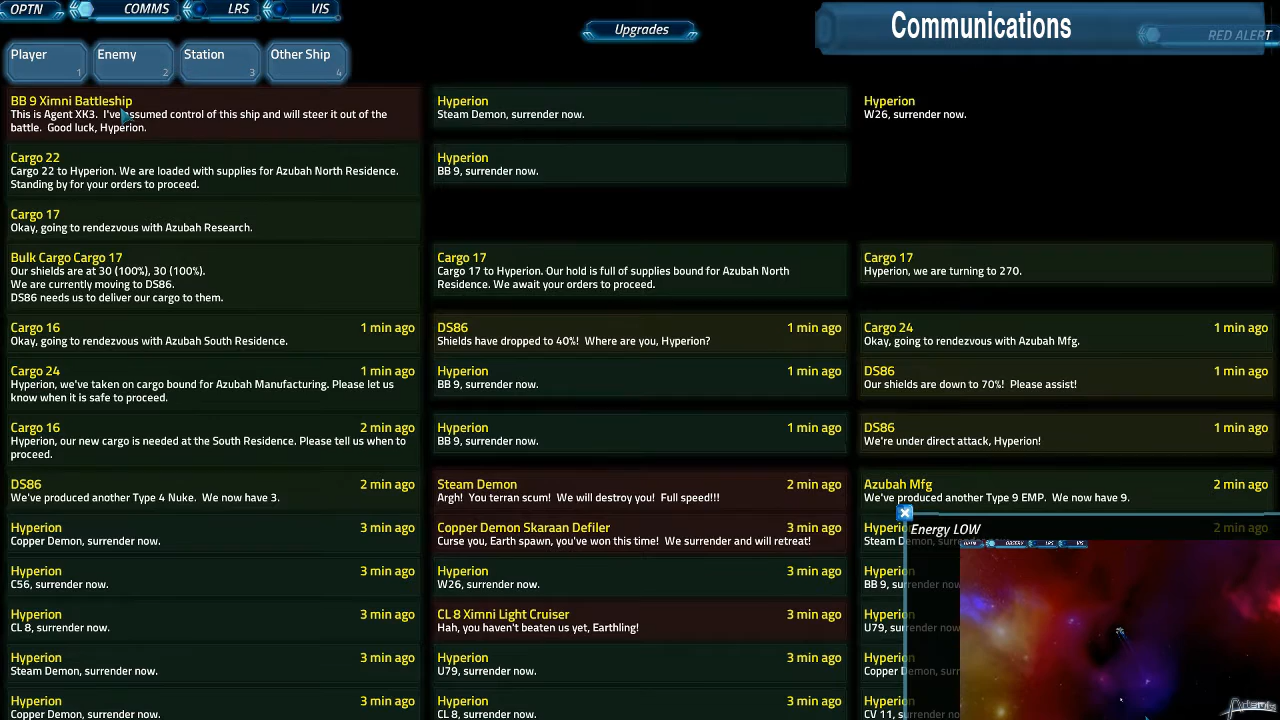 OPTN COMMS LRS VIS
Upgrades
Communications
RED ALERT
Player 1
Enemy 2
Station 3
Other Ship 4
BB 9 Ximni Battleship
This is Agent XK3. I've assumed control of this ship and will steer it out of the
battle. Good luck, Hyperion.
Hyperion
Steam Demon, surrender now.
Hyperion
W26, surrender now.
Cargo 22
Cargo 22 to Hyperion. We are loaded with supplies for Azubah North Residence.
Standing by for your orders to proceed.
Hyperion
BB 9, surrender now.
Cargo 17
Okay, going to rendezvous with Azubah Research.
Bulk Cargo Cargo 17
Our shields are at 30 (100%), 30 (100%).
We are currently moving to DS86.
DS86 needs us to deliver our cargo to them.
Cargo 17
Cargo 17 to Hyperion. Our hold is full of supplies bound for Azubah North
Residence. We await your orders to proceed.
Cargo 17
Hyperion, we are turning to 270.
Cargo 16 1 min ago
Okay, going to rendezvous with Azubah South Residence.
DS86 1 min ago
Shields have dropped to 40%! Where are you, Hyperion?
Cargo 24 1 min ago
Okay, going to rendezvous with Azubah Mfg.
Cargo 24 1 min ago
Hyperion, we've taken on cargo bound for Azubah Manufacturing. Please let us
know when it is safe to proceed.
Hyperion 1 min ago
BB 9, surrender now.
DS86 1 min ago
Our shields are down to 70%! Please assist!
Cargo 16 2 min ago
Hyperion, our new cargo is needed at the South Residence. Please tell us when to
proceed.
Hyperion 1 min ago
BB 9, surrender now.
DS86 1 min ago
We're under direct attack, Hyperion!
DS86 2 min ago
We've produced another Type 4 Nuke. We now have 3.
Steam Demon 2 min ago
Argh! You terran scum! We will destroy you! Full speed!!!
Azubah Mfg 2 min ago
We've produced another Type 9 EMP. We now have 9.
Hyperion 3 min ago
Copper Demon, surrender now.
Copper Demon Skaraan Defiler 3 min ago
Curse you, Earth spawn, you've won this time! We surrender and will retreat!
2 min ago
Steam
Energy LOW
Hyperion 3 min ago
C56, surrender now.
Hyperion 3 min ago
W26, surrender now.
BB 9, surrender now.
Hyperion 3 min ago
CL 8, surrender now.
CL 8 Ximni Light Cruiser 3 min ago
Hah, you haven't beaten us yet, Earthling!
U79, surrender now.
Hyperion 3 min ago
Steam Demon, surrender now.
Hyperion 3 min ago
U79, surrender now.
Copper
Hyperion 3 min ago
Copper Demon, surrender now.
Hyperion 3 min ago
CL 8, surrender now.
CV 11, surrender
Artemis